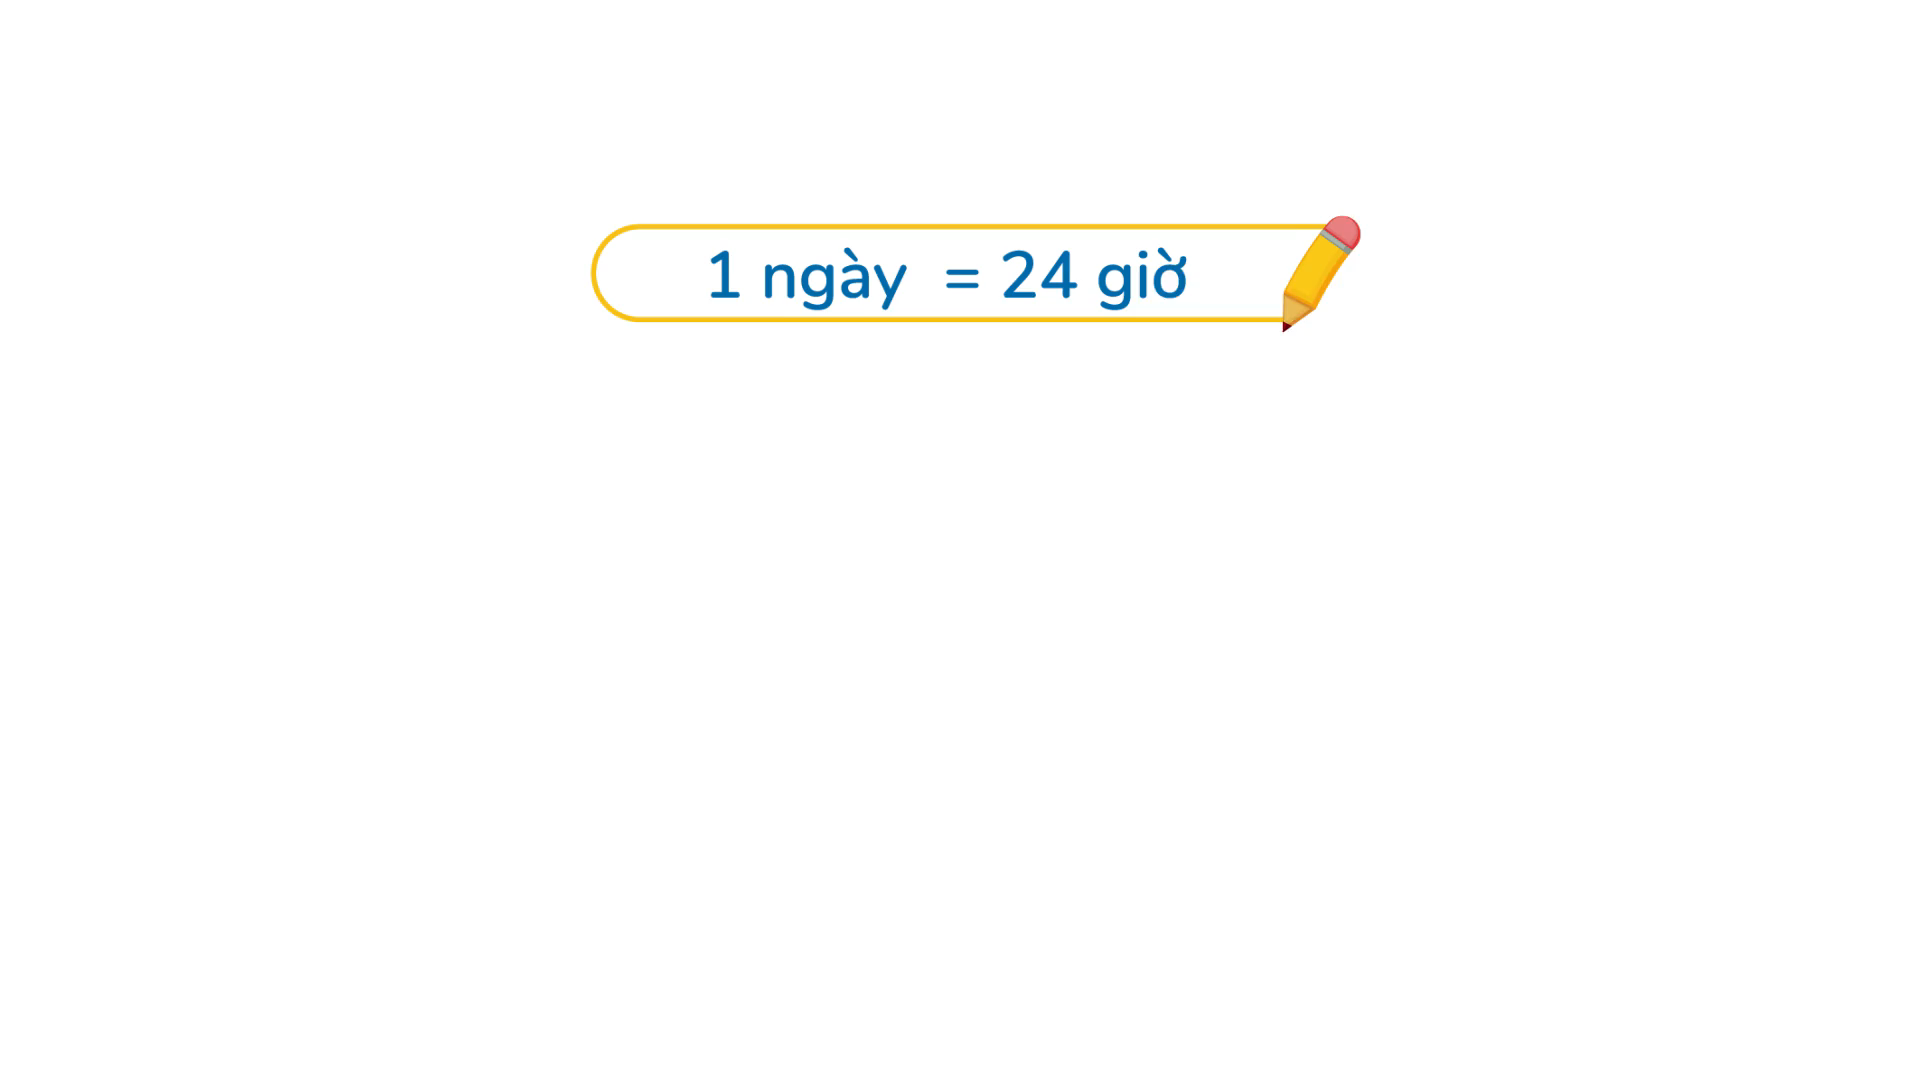 1 ngày = 24 giờ